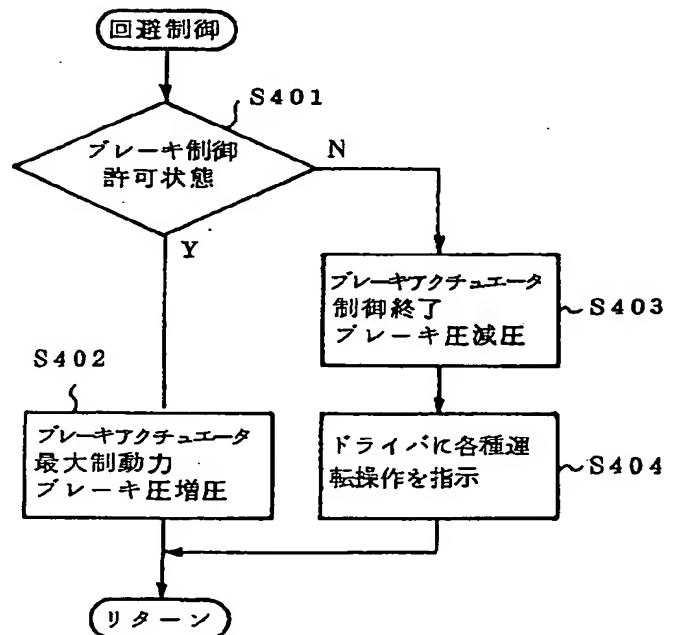 回避制御
S401
ブレーキ制御
許可状態
N
Y
ブレーキアクチュエータ
制御終了
ブレーキ圧減圧
S403
S402
ブレーキアクチュエータ
最大制動力
ブレーキ圧増圧
ドライバに各種運
転操作を指示
S404
リターン